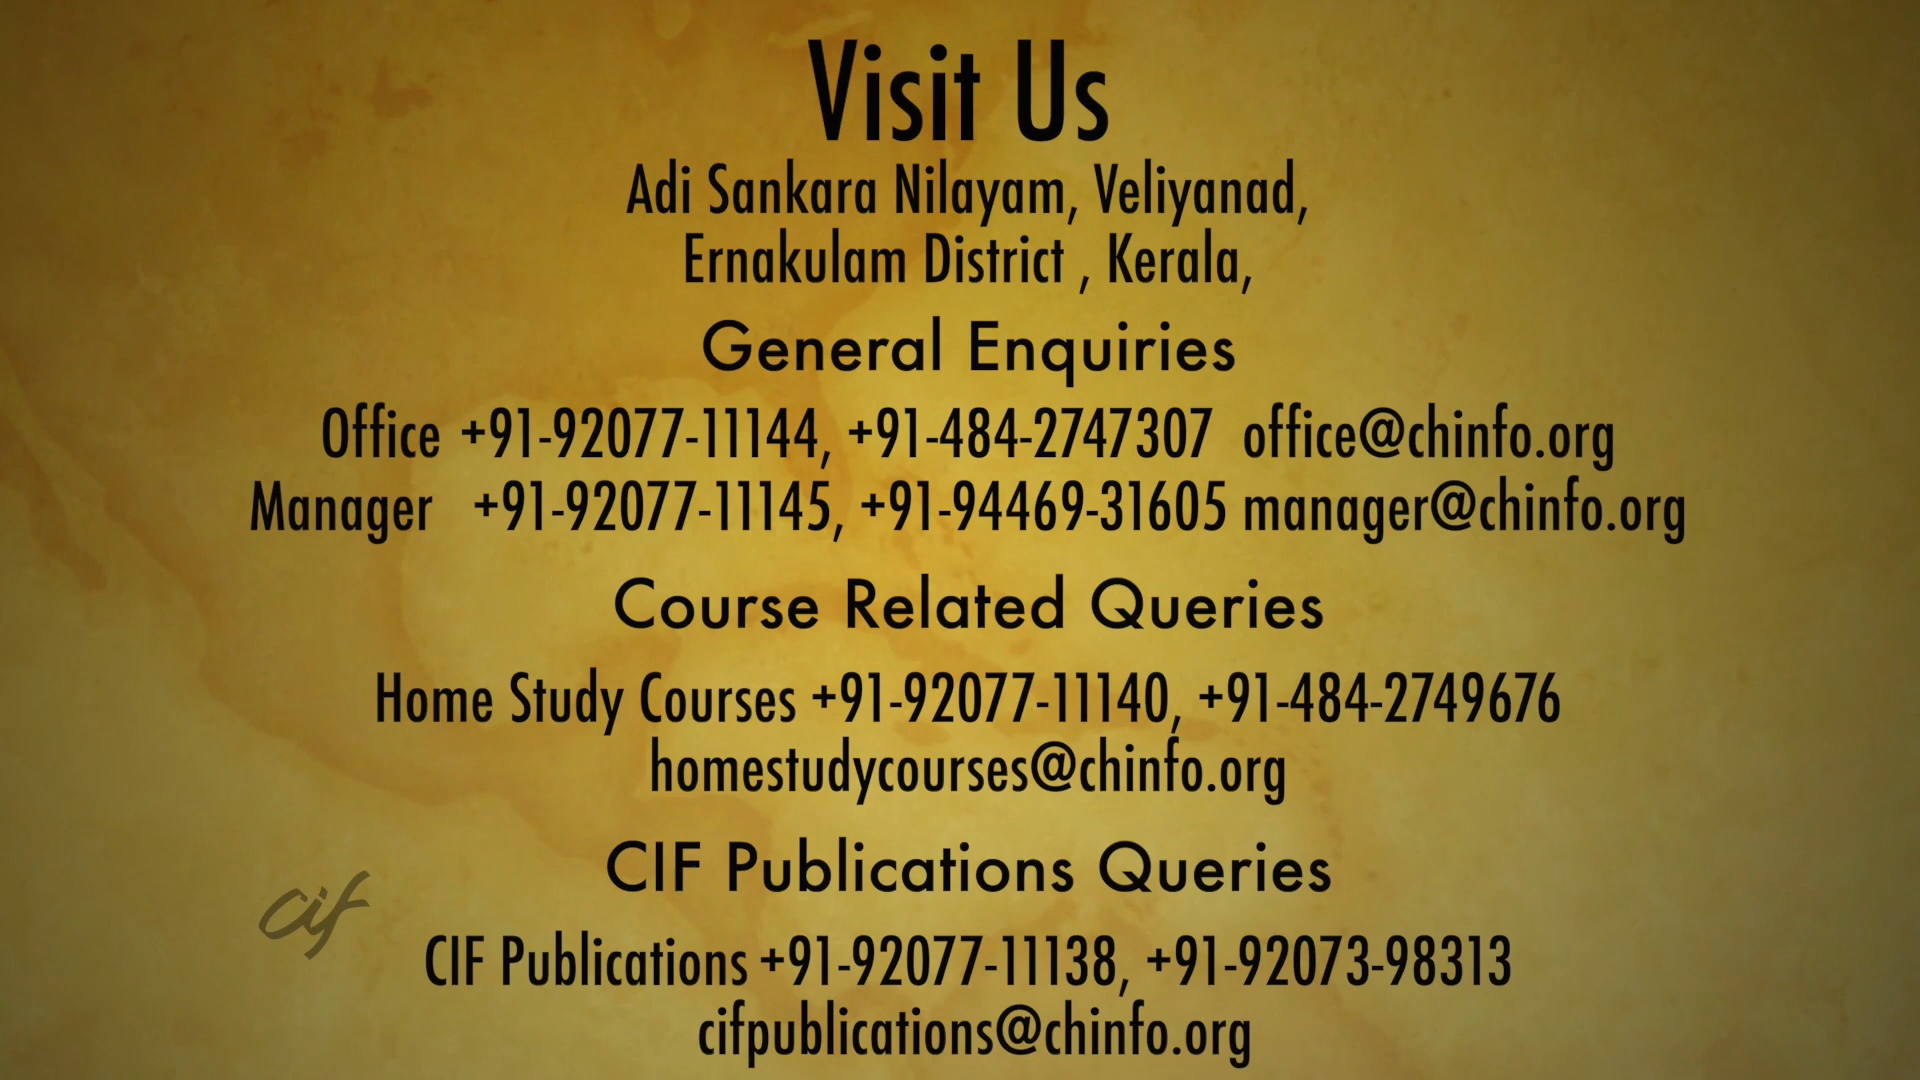 Visit Us
Adi Sankara Nilayam, Veliyanad,
Ernakulam District , Kerala,
General Enquiries
Office +91-92077-11144, +91-484-2747307 office@chinfo.org
Manager +91-92077-11145, +91-94469-31605 manager@chinfo.org
Course Related Queries
Home Study Courses +91-92077-11140, +91-484-2749676
homestudycourses@chinfo.org
CIF Publications Queries
cif
CIF Publications +91-92077-11138, +91-92073-98313
cifpublications@chinfo.org